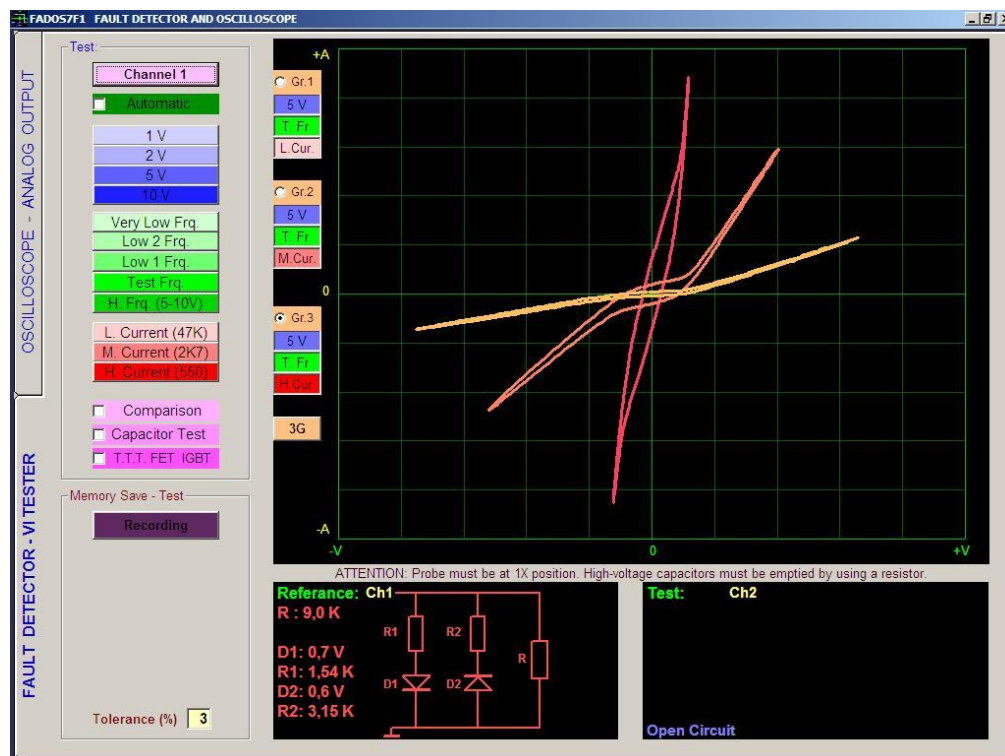 FADOS7F1 FAULT DETECTOR AND OSCILLOSCOPE
OSCILLOSCOPE - ANALOG OUTPUT
FAULT DETECTOR - VI TESTER
Test:
Channel 1
Automatic
1 V
2 V
5 V
10 V
Very Low Frq.
Low 2 Frq.
Low 1 Frq.
Test Frq.
H. Frq. (5-10V)
L. Current (47K)
M. Current (2K7)
H. Current (550)
Comparison
Capacitor Test
T.T.T. FET IGBT
Memory Save - Test
Recording
Tolerance (%) 3
+A
Gr.1
5 V
T. Fr
L.Cur.
Gr.2
5 V
T. Fr
M.Cur.
0
Gr.3
5 V
T. Fr
H.Cur.
3G
-A
-V 0 +V
ATTENTION: Probe must be at 1X position. High-voltage capacitors must be emptied by using a resistor.
Referance: Ch1
R : 9,0 K
D1: 0,7 V
R1: 1,54 K
D2: 0,6 V
R2: 3,15 K
R1 R2
R
D1 D2
Test: Ch2
Open Circuit